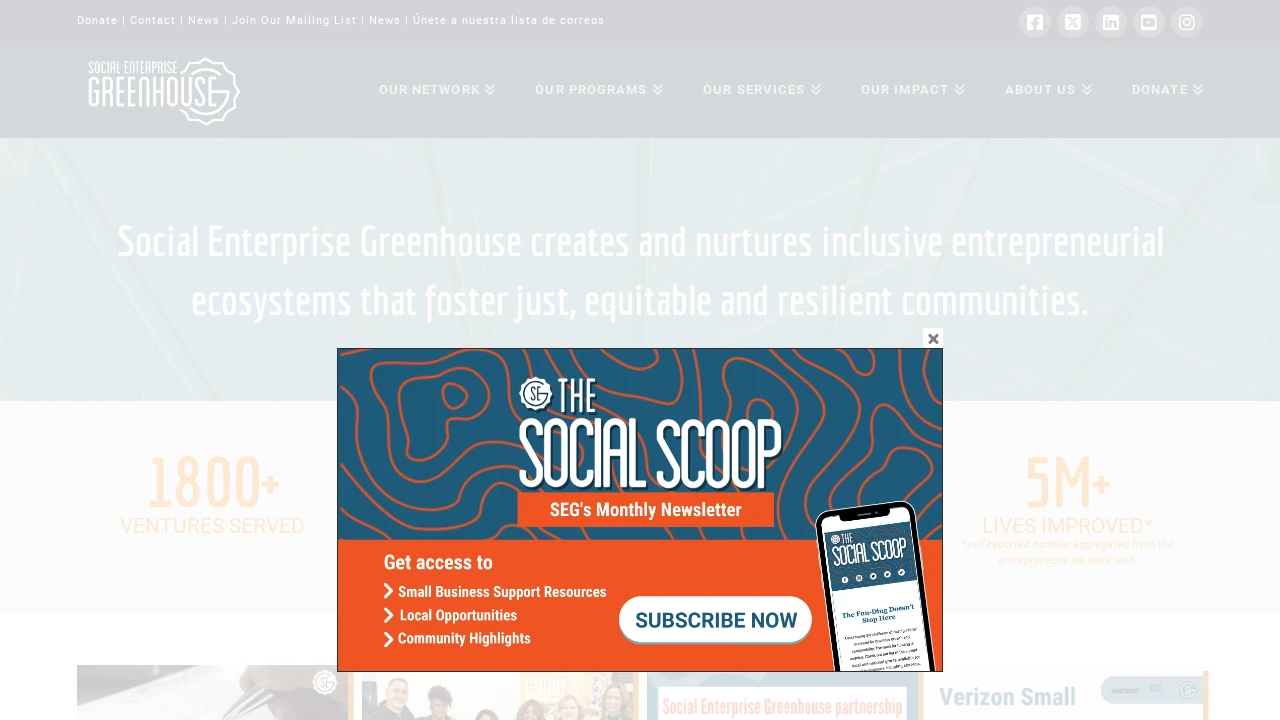 Donate | Contact | News | Join Our Mailing List | News | Únete a nuestra lista de correos
SOCIAL ENTERPRISE
GREENHOUSE
OUR NETWORK
OUR PROGRAMS
OUR SERVICES
OUR IMPACT
ABOUT US
DONATE
Social Enterprise Greenhouse creates and nurtures inclusive entrepreneurial
ecosystems that foster just, equitable and resilient communities.
1800+
VENTURES SERVED
5M+
LIVES IMPROVED*
*self-reported number aggregated from the
entrepreneurs we work with
SEG
THE
SOCIAL SCOOP
SEG's Monthly Newsletter
Get access to
Small Business Support Resources
Local Opportunities
Community Highlights
SUBSCRIBE NOW
THE
SOCIAL SCOOP
The Fun-Ding Doesn't
Stop Here
Social Enterprise Greenhouse partnership
Verizon Small
verizon